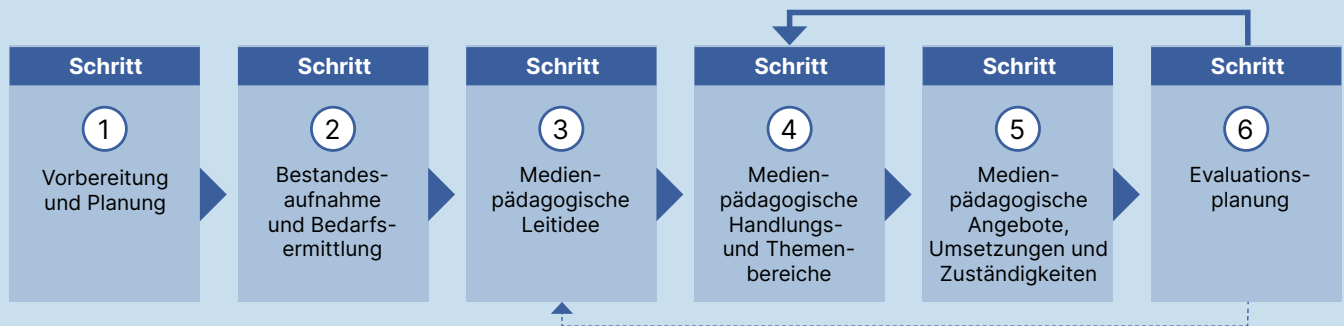 Schritt
1
Vorbereitung
und Planung
Schritt
2
Bestandes-
aufnahme
und Bedarfs-
ermittlung
Schritt
3
Medien-
pädagogische
Leitidee
Schritt
4
Medien-
pädagogische
Handlungs-
und Themen-
bereiche
Schritt
5
Medien-
pädagogische
Angebote,
Umsetzungen und
Zuständigkeiten
Schritt
6
Evaluations-
planung